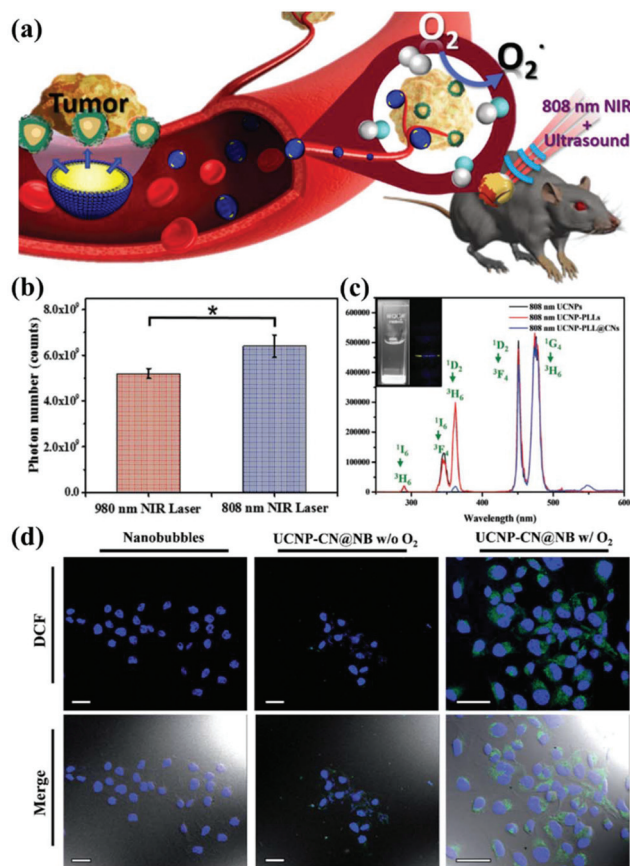 (a)
Tumor
O₂
O₂˙
808 nm NIR
+
Ultrasound
(b)
Photon number (counts)
8.0x10⁹
6.0x10⁹
4.0x10⁹
2.0x10⁹
0.0
*
980 nm NIR Laser
808 nm NIR Laser
(c)
808 nm UCNPs
808 nm UCNP-PLLs
808 nm UCNP-PLL@CNs
500000
400000
300000
200000
100000
0
¹I₆
³H₆
¹I₆
³F₄
¹D₂
³H₆
¹D₂
³F₄
¹G₄
³H₆
300
400
500
600
Wavelength (nm)
(d)
Nanobubbles
UCNP-CN@NB w/o O₂
UCNP-CN@NB w/ O₂
DCF
Merge